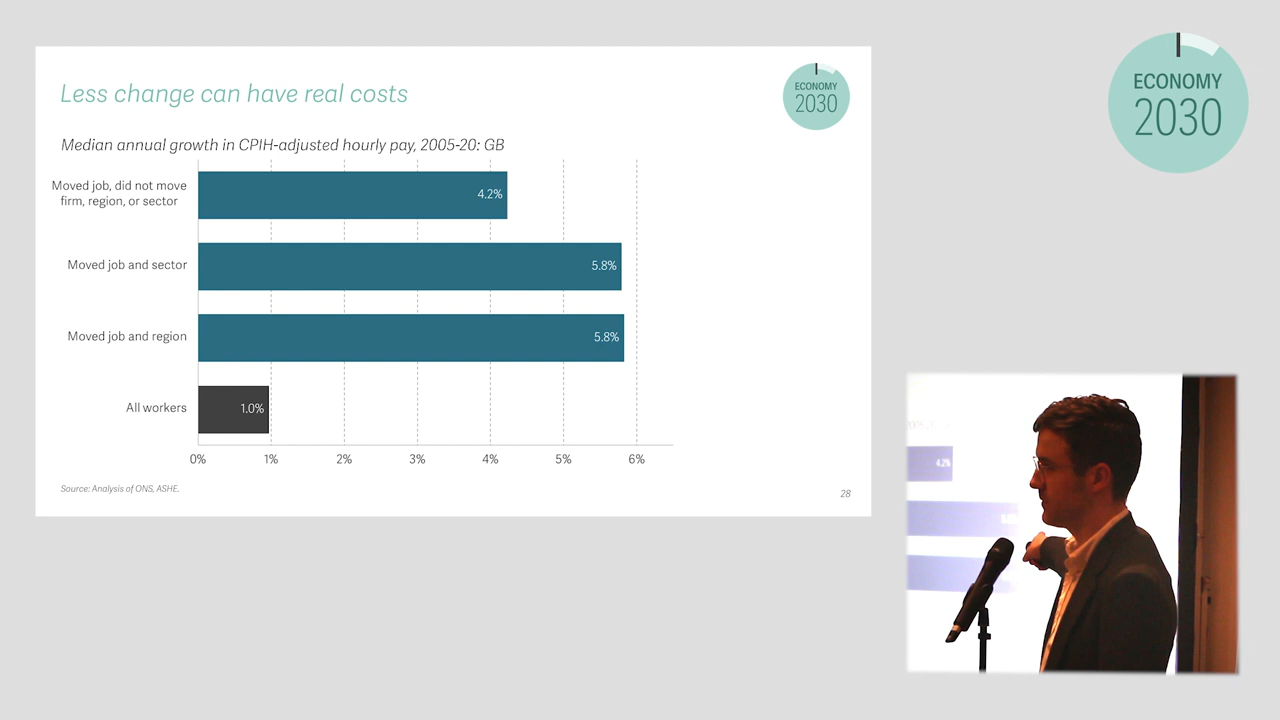 Less change can have real costs
ECONOMY
2030
Median annual growth in CPIH-adjusted hourly pay, 2005-20: GB
Moved job, did not move
firm, region, or sector
4.2%
Moved job and sector
5.8%
Moved job and region
5.8%
All workers
1.0%
0% 1% 2% 3% 4% 5% 6%
Source: Analysis of ONS, ASHE.
28
ECONOMY
2030
4.2%